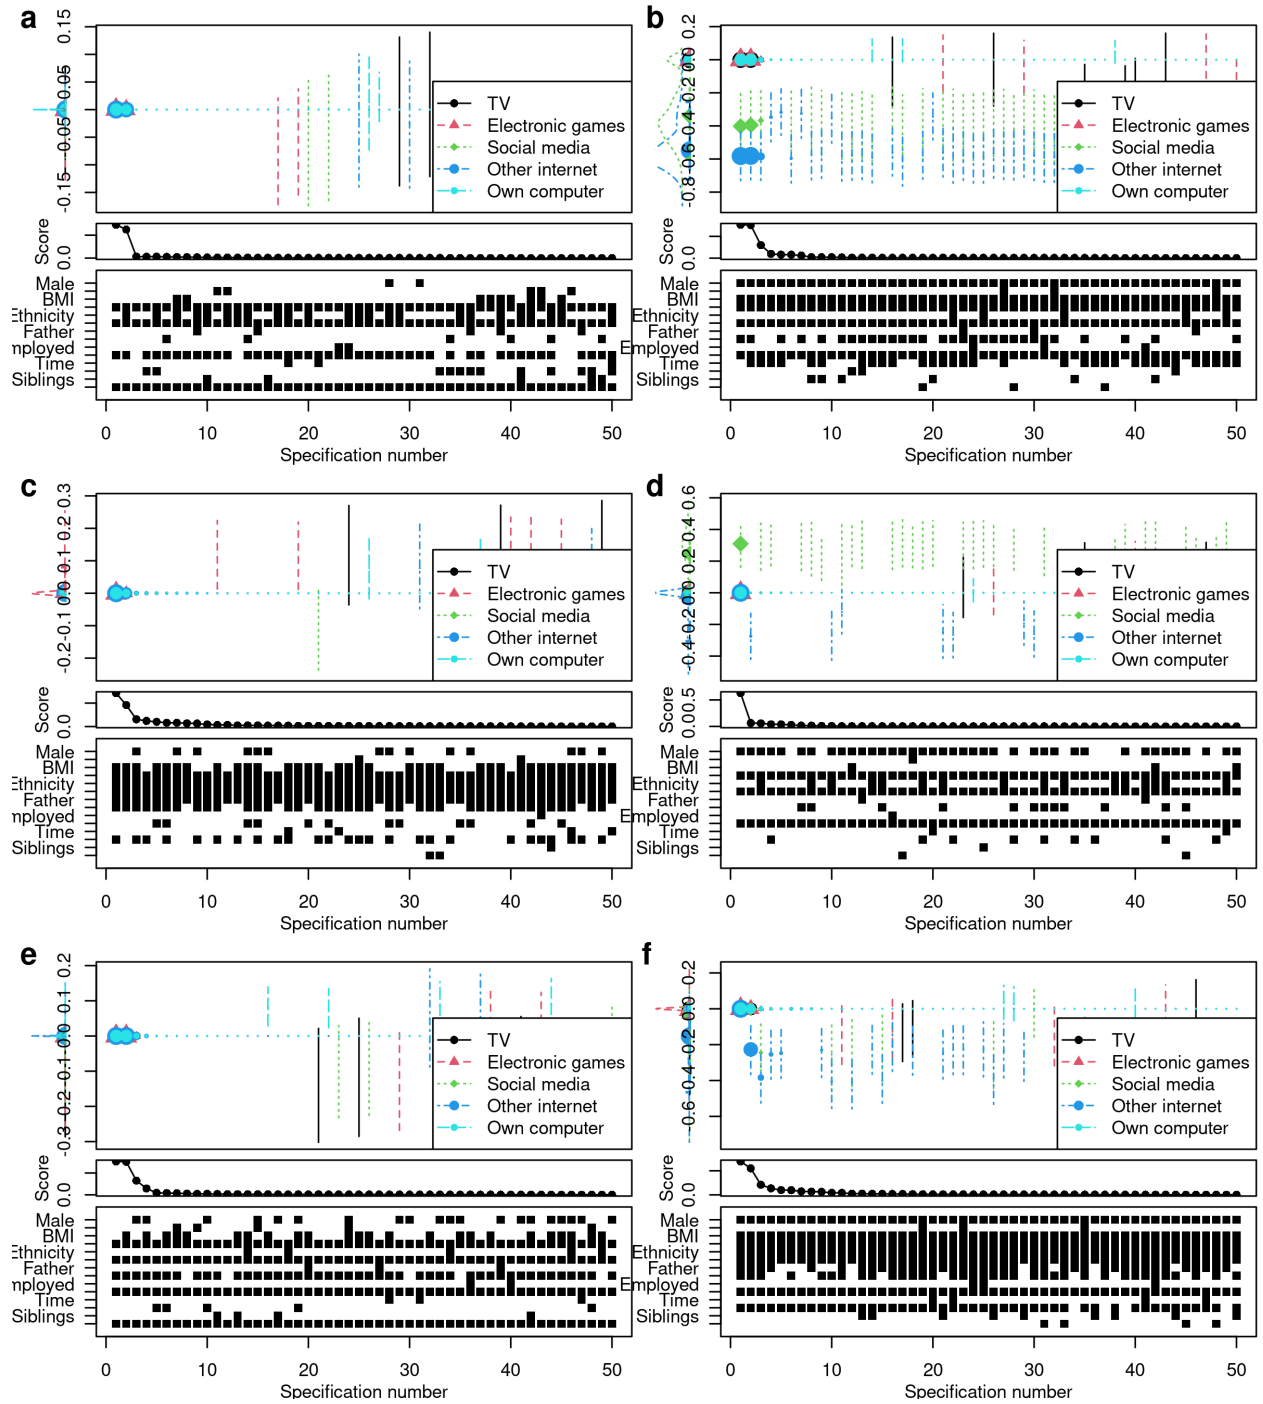 a
0.15
0.05
-0.05
-0.15
TV
Electronic games
Social media
Other internet
Own computer
Score
0.0
Male
BMI
Ethnicity
Father
mployed
Time
Siblings
0 10 20 30 40 50
Specification number
b
0.2
0.0
-0.2
-0.4
-0.6
-0.8
TV
Electronic games
Social media
Other internet
Own computer
Score
0.0
Male
BMI
Ethnicity
Father
Employed
Time
Siblings
0 10 20 30 40 50
Specification number
c
0.3
0.2
0.1
0.0
-0.1
-0.2
TV
Electronic games
Social media
Other internet
Own computer
Score
0.0
Male
BMI
Ethnicity
Father
mployed
Time
Siblings
0 10 20 30 40 50
Specification number
d
0.6
0.4
0.2
0.0
-0.2
-0.4
TV
Electronic games
Social media
Other internet
Own computer
Score
0.5
0.0
Male
BMI
Ethnicity
Father
Employed
Time
Siblings
0 10 20 30 40 50
Specification number
e
0.2
0.1
0.0
-0.1
-0.2
-0.3
TV
Electronic games
Social media
Other internet
Own computer
Score
0.0
Male
BMI
Ethnicity
Father
mployed
Time
Siblings
0 10 20 30 40 50
Specification number
f
0.2
0.0
-0.2
-0.4
-0.6
TV
Electronic games
Social media
Other internet
Own computer
Score
0.0
Male
BMI
Ethnicity
Father
Employed
Time
Siblings
0 10 20 30 40 50
Specification number